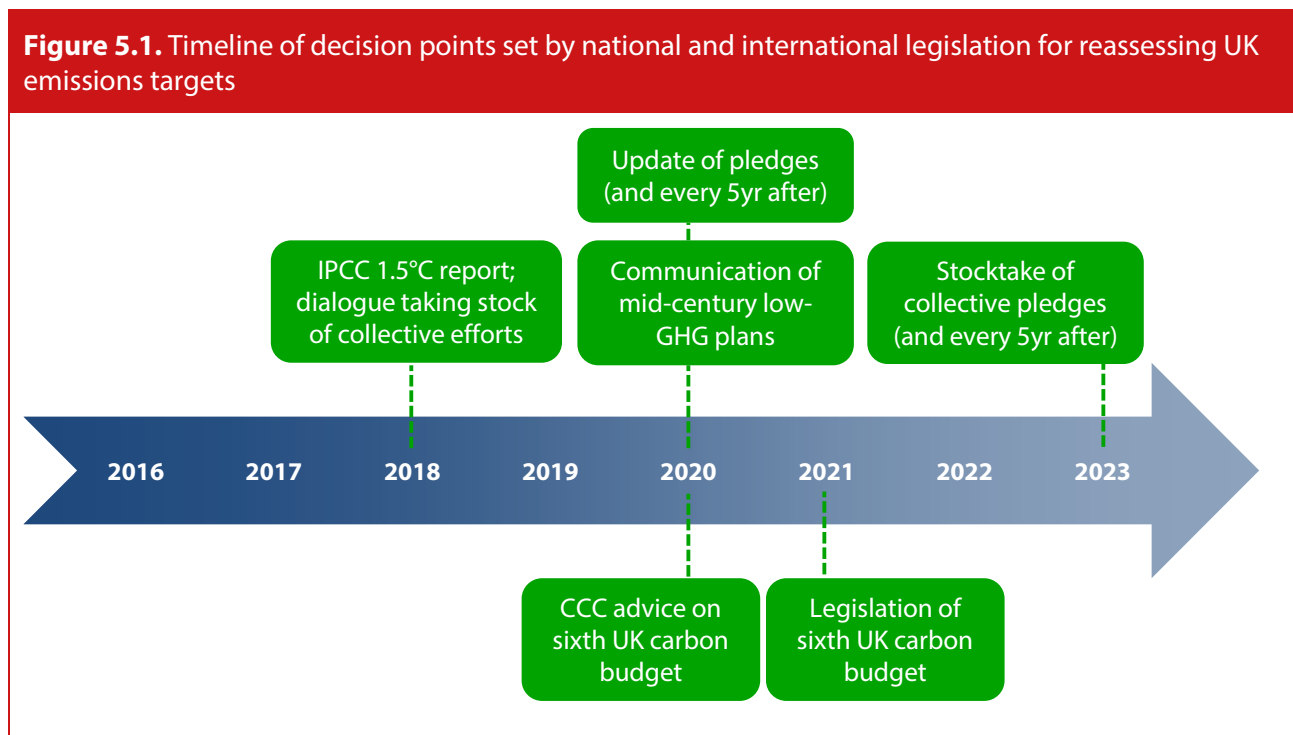 Figure 5.1. Timeline of decision points set by national and international legislation for reassessing UK
emissions targets
Update of pledges
(and every 5yr after)
IPCC 1.5°C report;
dialogue taking stock
of collective efforts
Communication of
mid-century low-
GHG plans
Stocktake of
collective pledges
(and every 5yr after)
2016 2017 2018 2019 2020 2021 2022 2023
CCC advice on
sixth UK carbon
budget
Legislation of
sixth UK carbon
budget